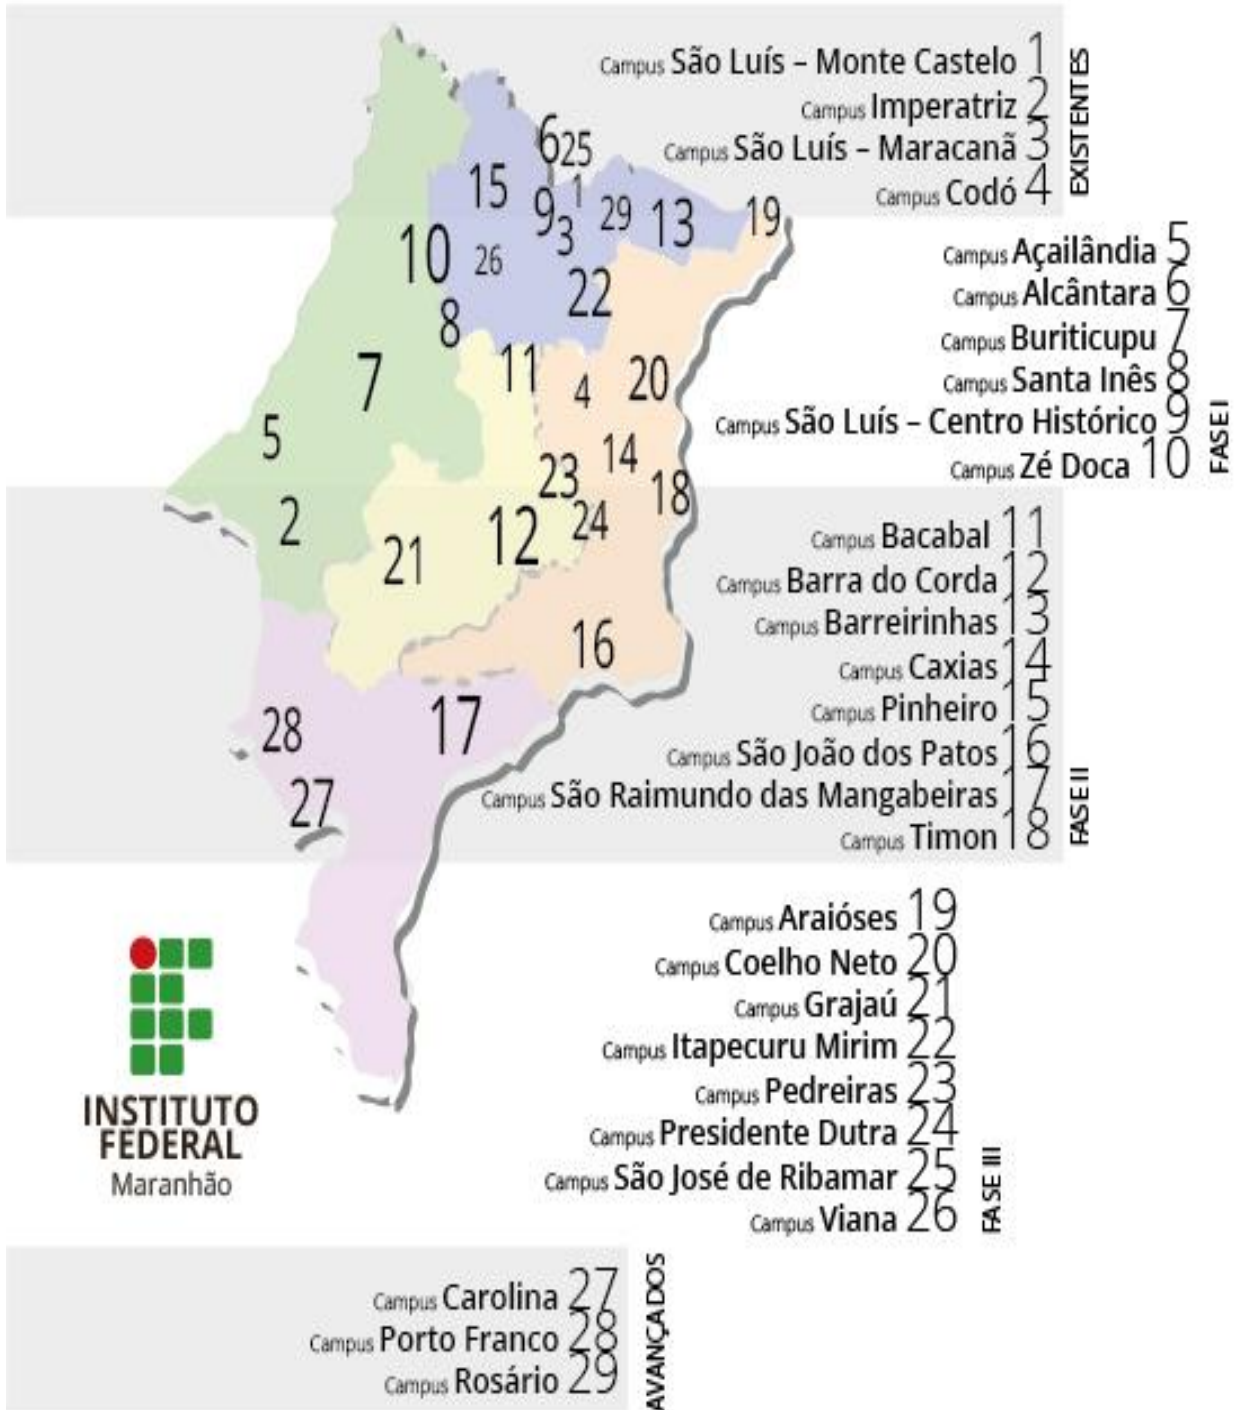 Campus São Luís – Monte Castelo 1
Campus Imperatriz 2
Campus São Luís – Maracanã 3
Campus Codó 4
EXISTENTES
Campus Açailândia 5
Campus Alcântara 6
Campus Buriticupu 7
Campus Santa Inês 8
Campus São Luís – Centro Histórico 9
Campus Zé Doca 10
FASE I
Campus Bacabal 11
Campus Barra do Corda 12
Campus Barreirinhas 13
Campus Caxias 14
Campus Pinheiro 15
Campus São João dos Patos 16
Campus São Raimundo das Mangabeiras 17
Campus Timon 18
FASE II
Campus Araióses 19
Campus Coelho Neto 20
Campus Grajaú 21
Campus Itapecuru Mirim 22
Campus Pedreiras 23
Campus Presidente Dutra 24
Campus São José de Ribamar 25
Campus Viana 26
FASE III
Campus Carolina 27
Campus Porto Franco 28
Campus Rosário 29
AVANÇADOS
6 25
15 9 1 29 13 19
3
10 26
22
8
7 11 4 20
5
14
23 18
2 12 24
21
16
28 17
27
INSTITUTO
FEDERAL
Maranhão